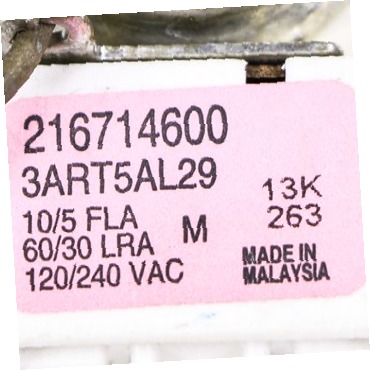 216714600
3ART5AL29
10/5 FLA
60/30 LRA
120/240 VAC
M
13K
263
MADE IN
MALAYSIA